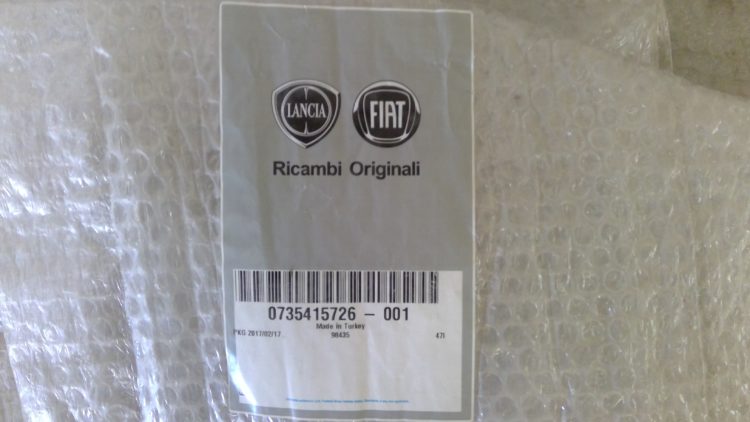 LANCIA FIAT
Ricambi Originali
0735415726 - 001
Made in Turkey
PKG 2017/02/17 98435 471